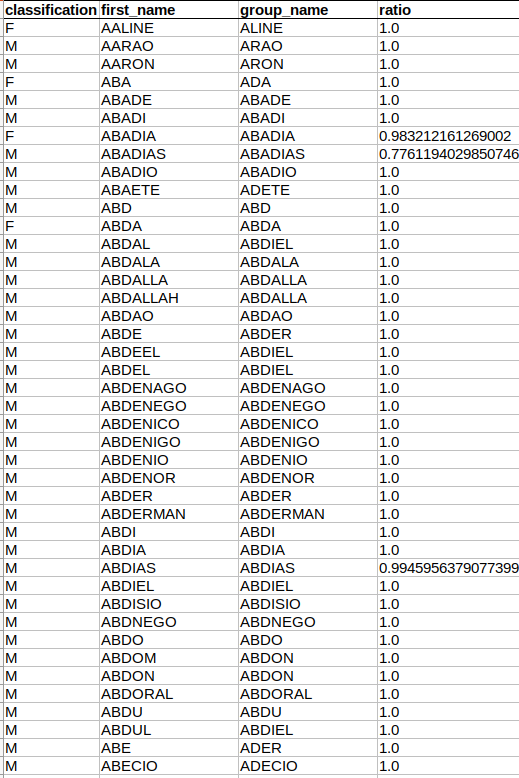 classification first_name group_name ratio
F AALINE ALINE 1.0
M AARAO ARAO 1.0
M AARON ARON 1.0
F ABA ADA 1.0
M ABADE ABADE 1.0
M ABADI ABADI 1.0
F ABADIA ABADIA 0.983212161269002
M ABADIAS ABADIAS 0.7761194029850746
M ABADIO ABADIO 1.0
M ABAETE ADETE 1.0
M ABD ABD 1.0
F ABDA ABDA 1.0
M ABDAL ABDIEL 1.0
M ABDALA ABDALA 1.0
M ABDALLA ABDALLA 1.0
M ABDALLAH ABDALLA 1.0
M ABDAO ABDAO 1.0
M ABDE ABDER 1.0
M ABDEEL ABDIEL 1.0
M ABDEL ABDIEL 1.0
M ABDENAGO ABDENAGO 1.0
M ABDENEGO ABDENEGO 1.0
M ABDENICO ABDENICO 1.0
M ABDENIGO ABDENIGO 1.0
M ABDENIO ABDENIO 1.0
M ABDENOR ABDENOR 1.0
M ABDER ABDER 1.0
M ABDERMAN ABDERMAN 1.0
M ABDI ABDI 1.0
M ABDIA ABDIA 1.0
M ABDIAS ABDIAS 0.9945956379077399
M ABDIEL ABDIEL 1.0
M ABDISIO ABDISIO 1.0
M ABDNEGO ABDNEGO 1.0
M ABDO ABDO 1.0
M ABDOM ABDON 1.0
M ABDON ABDON 1.0
M ABDORAL ABDORAL 1.0
M ABDU ABDU 1.0
M ABDUL ABDIEL 1.0
M ABE ADER 1.0
M ABECIO ADECIO 1.0